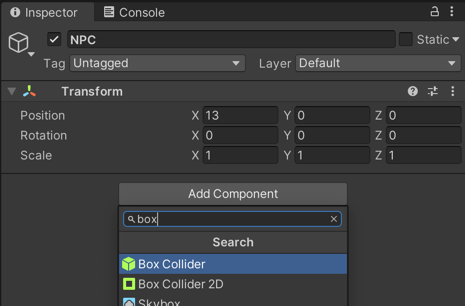 Inspector Console
NPC Static
Tag Untagged Layer Default
Transform
Position X 13 Y 0 Z 0
Rotation X 0 Y 0 Z 0
Scale X 1 Y 1 Z 1
Add Component
box
Search
Box Collider
Box Collider 2D
Skybox